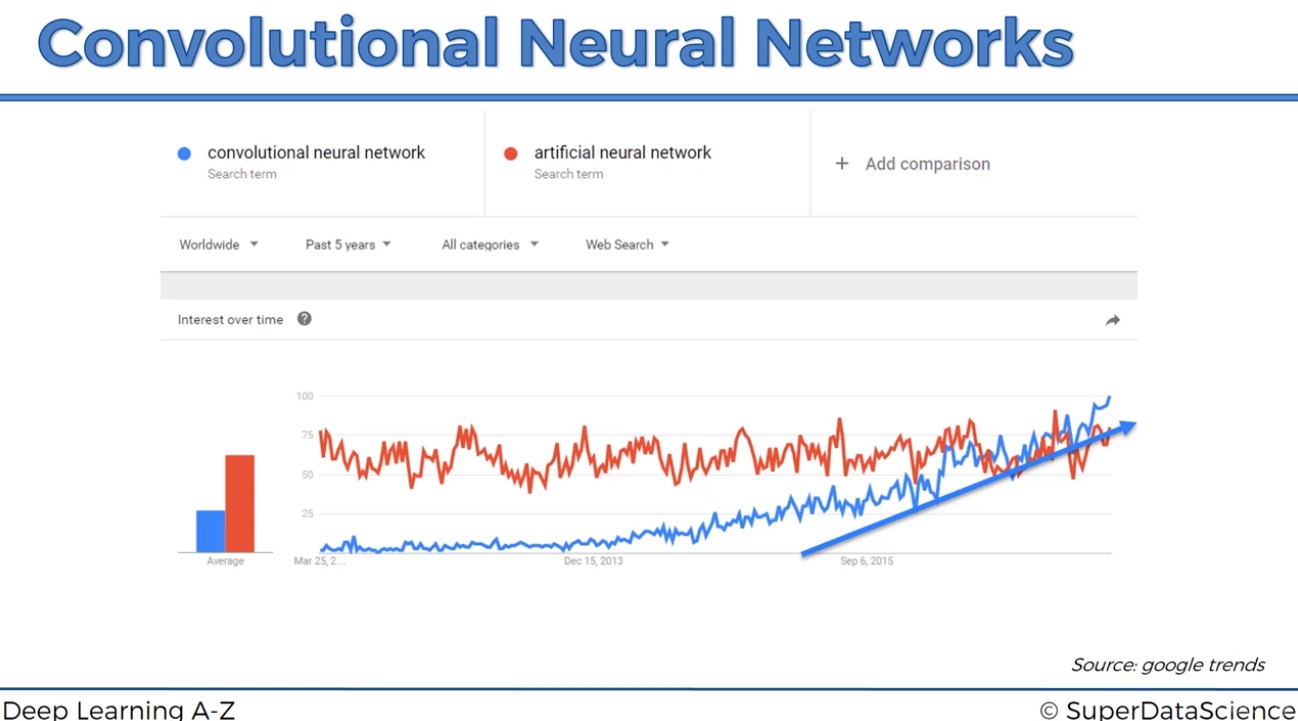 Convolutional Neural Networks
convolutional neural network
Search term
artificial neural network
Search term
+ Add comparison
Worldwide
Past 5 years
All categories
Web Search
Interest over time ?
100
75
50
25
Average
Mar 25, 2...
Dec 15, 2013
Sep 6, 2015
Source: google trends
Deep Learning A-Z
© SuperDataScience